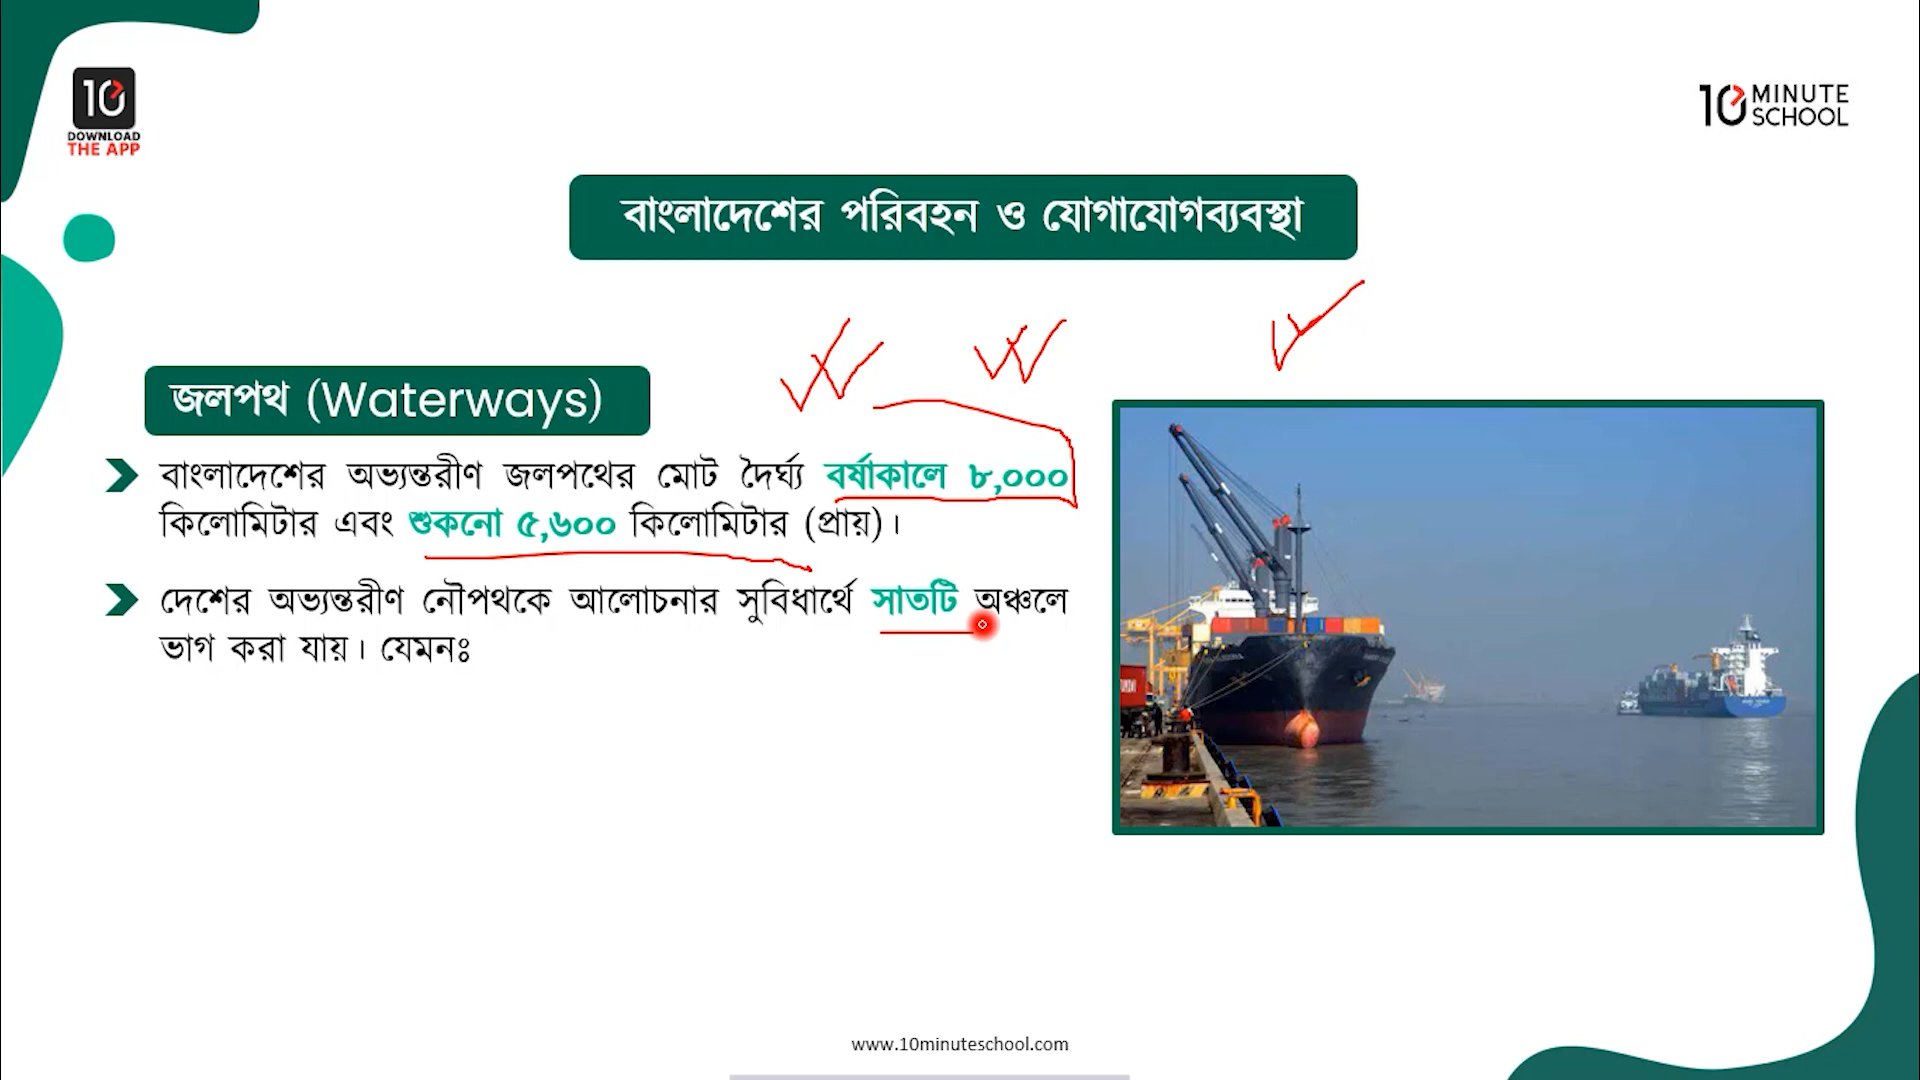 10
DOWNLOAD
THE APP
10 MINUTE
SCHOOL
বাংলাদেশের পরিবহন ও যোগাযোগব্যবস্থা
জলপথ (Waterways)
বাংলাদেশের অভ্যন্তরীণ জলপথের মোট দৈর্ঘ্য বর্ষাকালে ৮,০০০
কিলোমিটার এবং শুকনো ৫,৬০০ কিলোমিটার (প্রায়)।
দেশের অভ্যন্তরীণ নৌপথকে আলোচনার সুবিধার্থে সাতটি অঞ্চলে
ভাগ করা যায়। যেমনঃ
www.10minuteschool.com